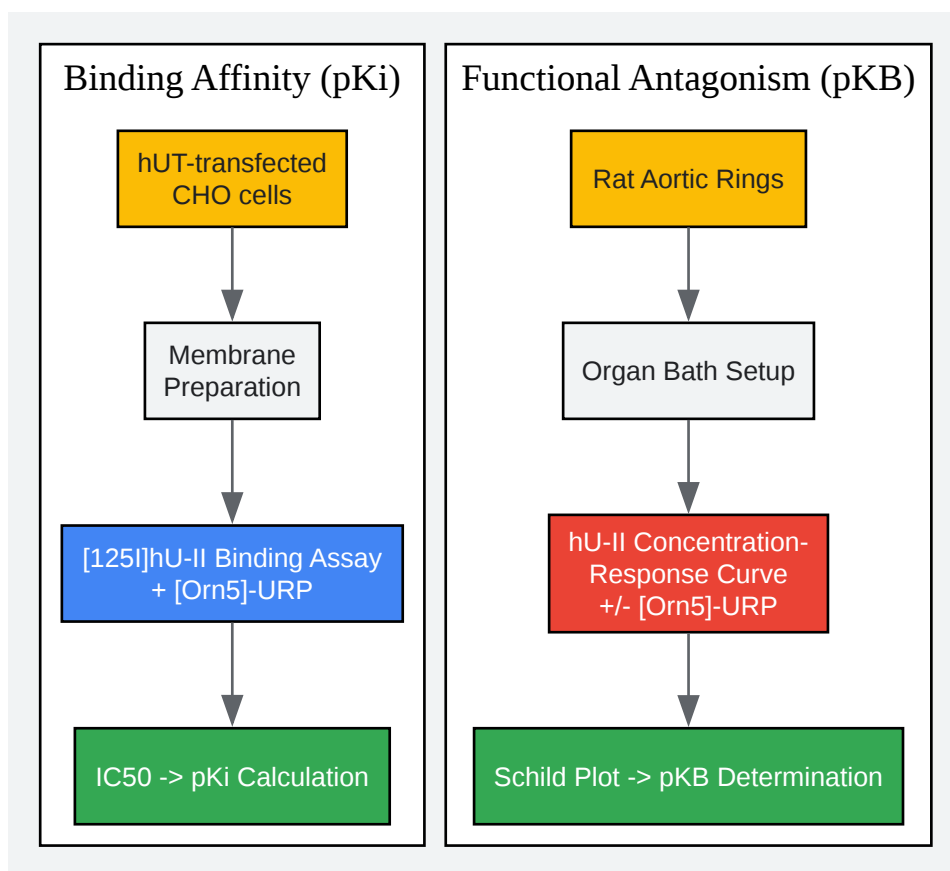 Binding Affinity (pKi)
hUT-transfected
CHO cells
Membrane
Preparation
[125I]hU-II Binding Assay
+ [Orn5]-URP
IC50 -> pKi Calculation
Functional Antagonism (pKB)
Rat Aortic Rings
Organ Bath Setup
hU-II Concentration-
Response Curve
+/- [Orn5]-URP
Schild Plot -> pKB Determination